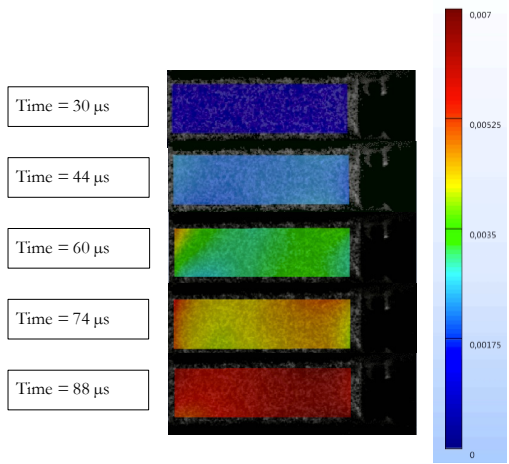 Time = 30 μs
Time = 44 μs
Time = 60 μs
Time = 74 μs
Time = 88 μs
0,007
0,00525
0,0035
0,00175
0